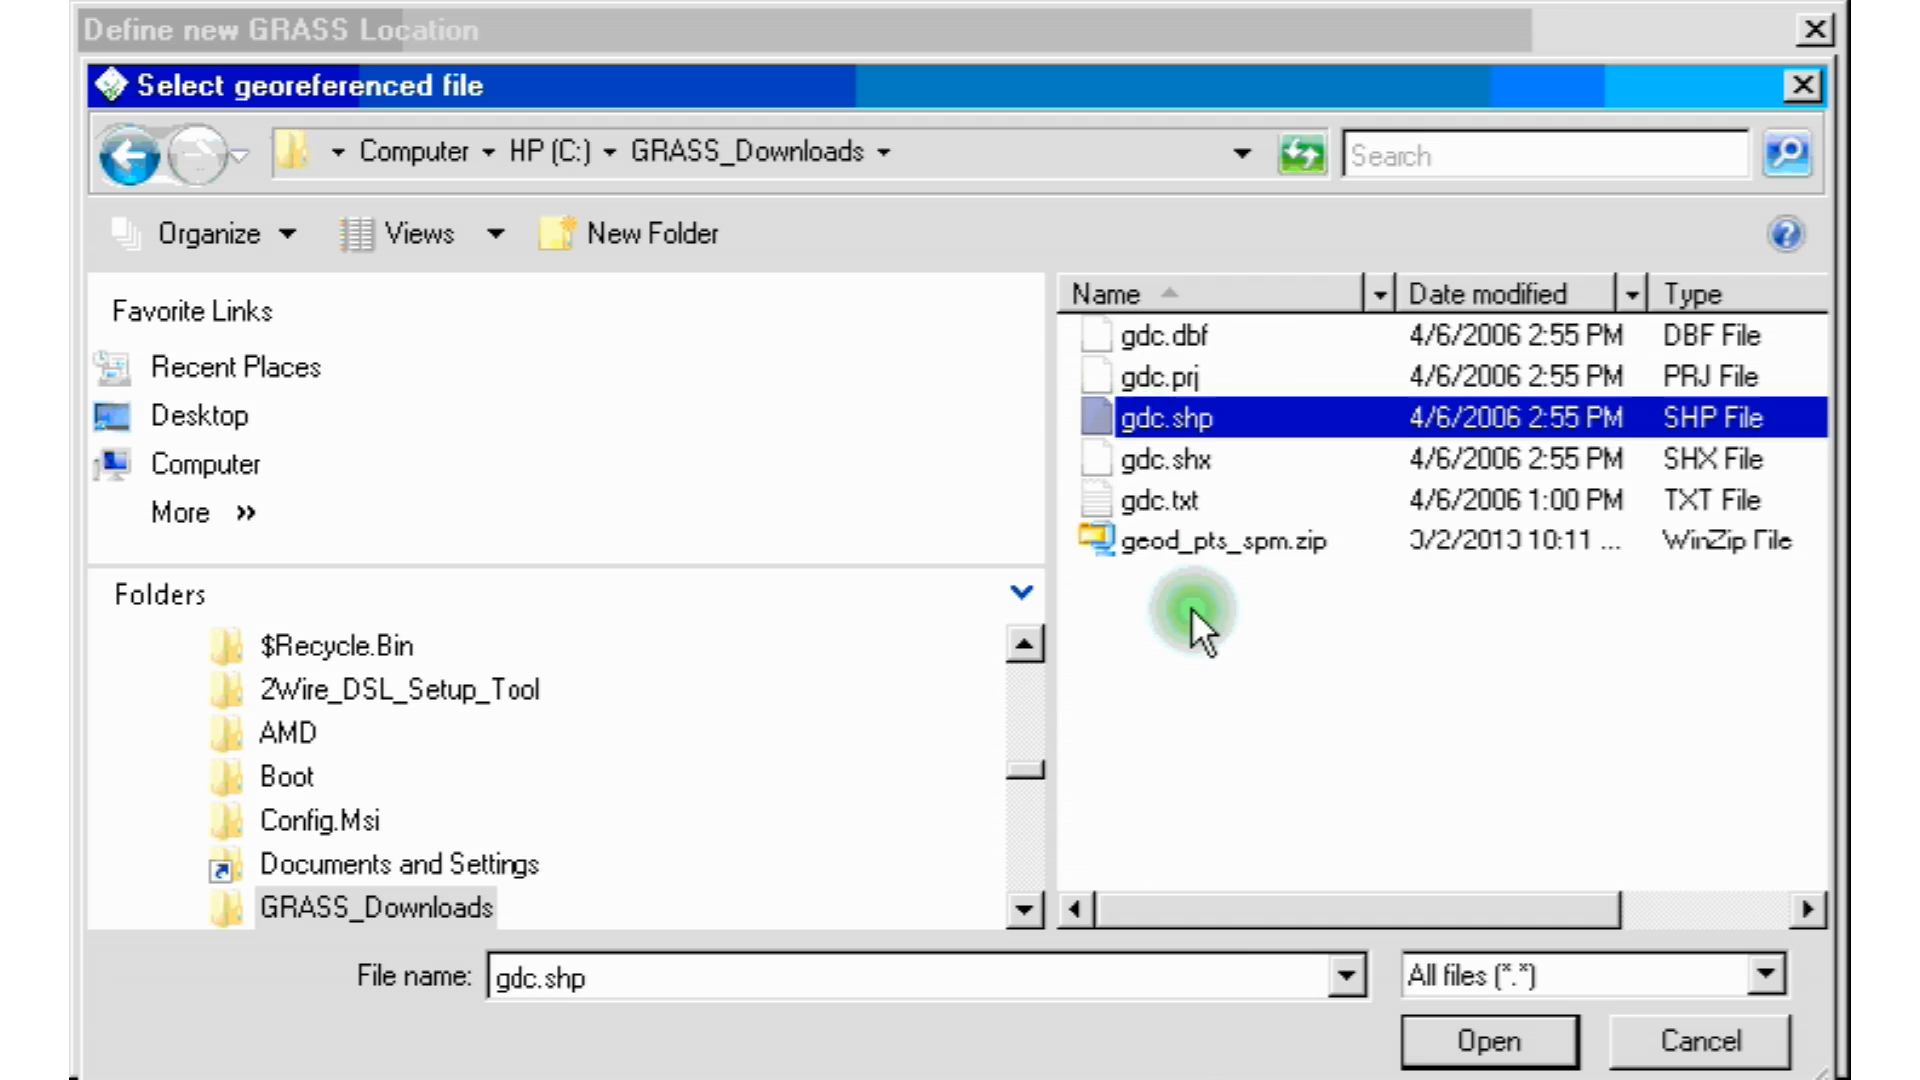 Define new GRASS Location
Select georeferenced file
Computer HP (C:) GRASS_Downloads
Search
Organize Views New Folder
Favorite Links
Recent Places
Desktop
Computer
More »
Folders
$Recycle.Bin
2Wire_DSL_Setup_Tool
AMD
Boot
Config.Msi
Documents and Settings
GRASS_Downloads
Name Date modified Type
gdc.dbf 4/6/2006 2:55 PM DBF File
gdc.prj 4/6/2006 2:55 PM PRJ File
gdc.shp 4/6/2006 2:55 PM SHP File
gdc.shx 4/6/2006 2:55 PM SHX File
gdc.txt 4/6/2006 1:00 PM TXT File
geod_pts_spm.zip 10:11 ... WinZip File
File name: gdc.shp All files (*.*)
Open Cancel